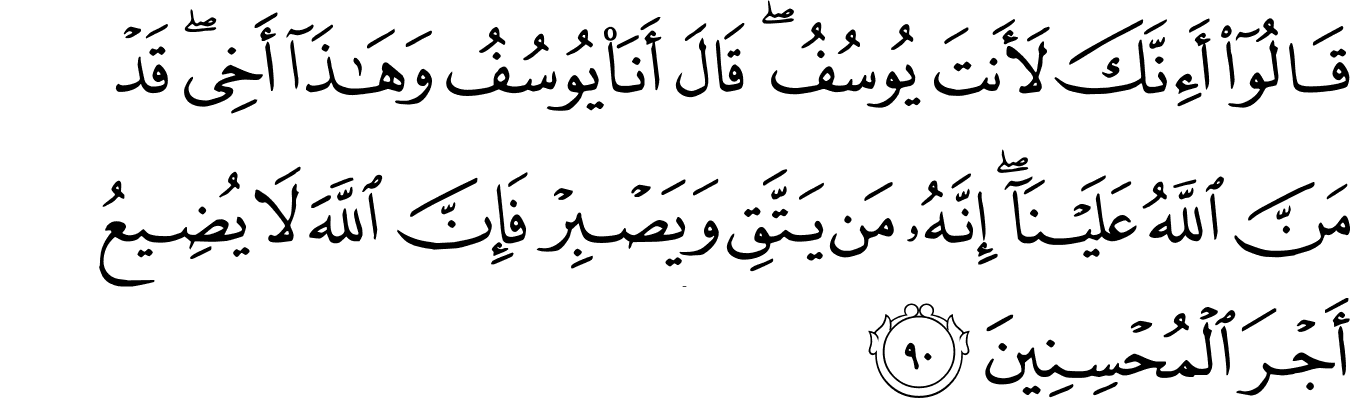 قَالُوٓا۟ أَءِنَّكَ لَأَنتَ يُوسُفُ ۖ قَالَ أَنَا۠ يُوسُفُ وَهَـٰذَآ أَخِى ۖ قَدْ
مَنَّ ٱللَّهُ عَلَيْنَآ ۖ إِنَّهُۥ مَن يَتَّقِ وَيَصْبِرْ فَإِنَّ ٱللَّهَ لَا يُضِيعُ
أَجْرَ ٱلْمُحْسِنِينَ ٩٠